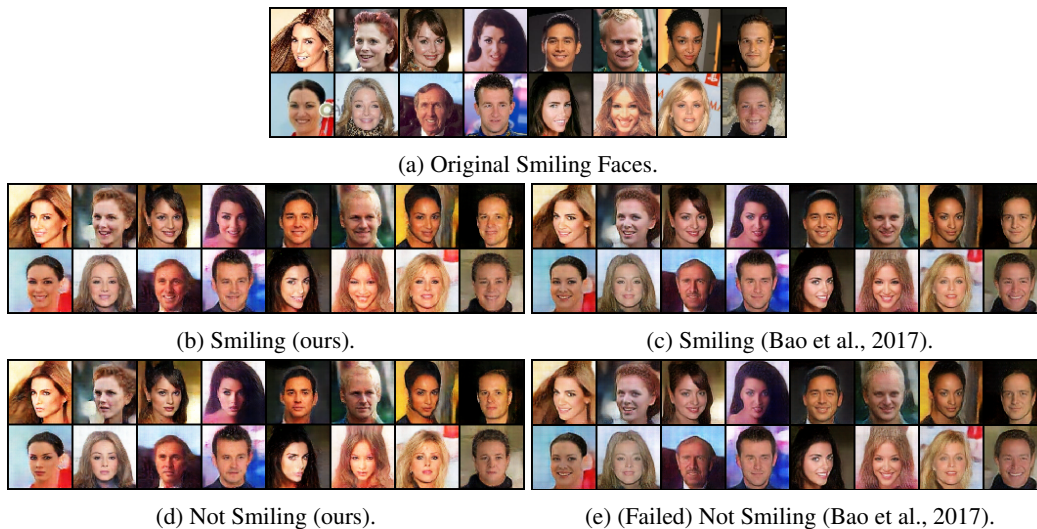 (a) Original Smiling Faces.
(b) Smiling (ours).
(c) Smiling (Bao et al., 2017).
(d) Not Smiling (ours).
(e) (Failed) Not Smiling (Bao et al., 2017).